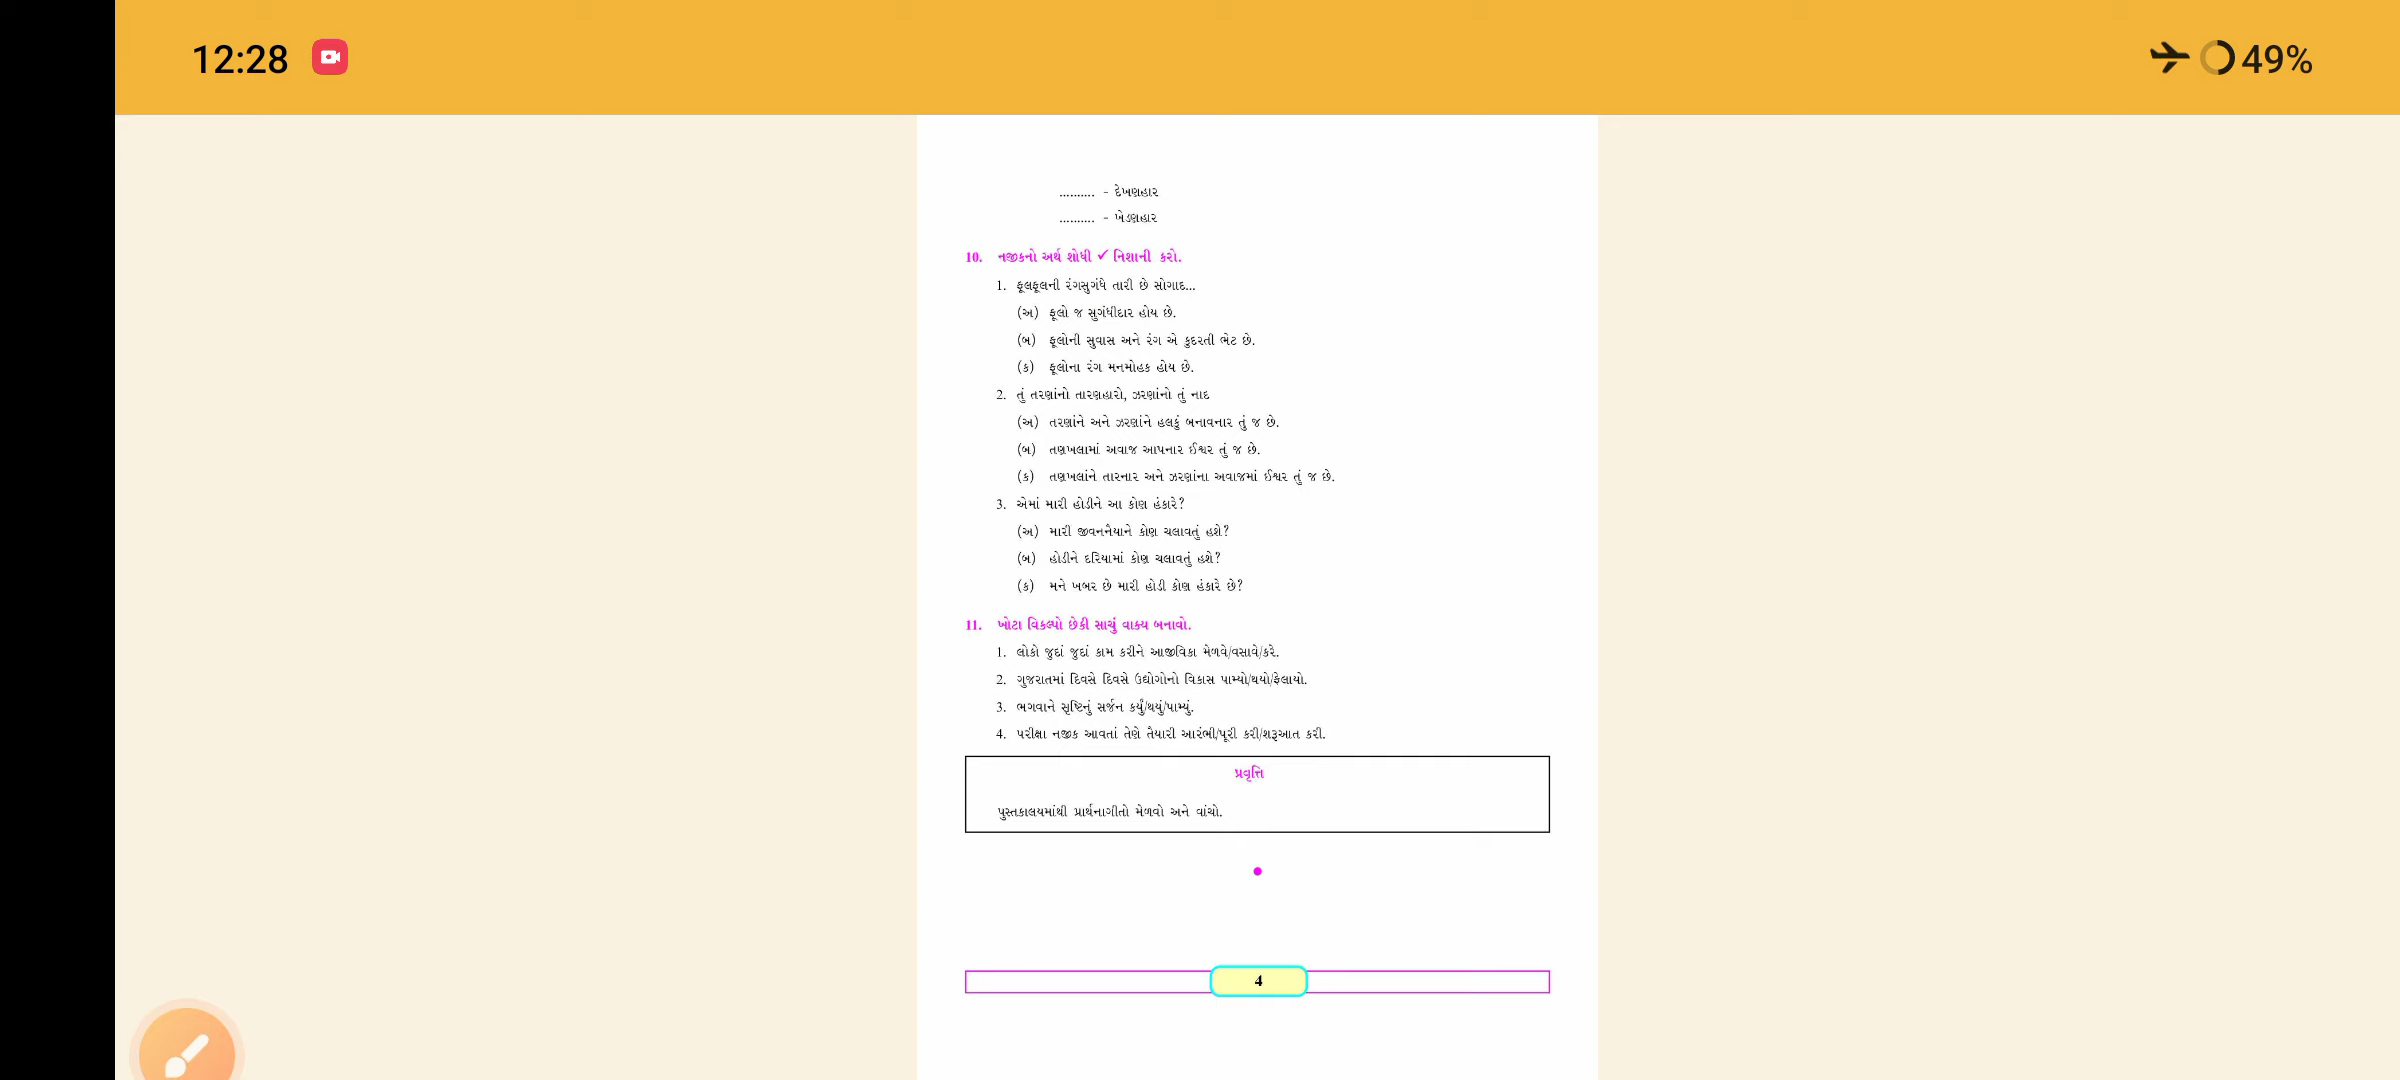 12:28
49%
.......... - દેખણહાર
.......... - ખેડણહાર
10. નજીકનો અર્થ શોધી ✓ નિશાની કરો.
1. ફૂલફૂલની રંગસુગંધે તારી છે સોગાદ...
(અ) ફૂલો જ સુગંધીદાર હોય છે.
(બ) ફૂલોની સુવાસ અને રંગ એ કુદરતી ભેટ છે.
(ક) ફૂલોના રંગ મનમોહક હોય છે.
2. તું તરણાંનો તારણહારો, ઝરણાંનો તું નાદ
(અ) તરણાંને અને ઝરણાંને હલકું બનાવનાર તું જ છે.
(બ) તણખલામાં અવાજ આપનાર ઈશ્વર તું જ છે.
(ક) તણખલાંને તારનાર અને ઝરણાંના અવાજમાં ઈશ્વર તું જ છે.
3. એમાં મારી હોડીને આ કોણ હંકારે?
(અ) મારી જીવનનૈયાને કોણ ચલાવતું હશે?
(બ) હોડીને દરિયામાં કોણ ચલાવતું હશે?
(ક) મને ખબર છે મારી હોડી કોણ હંકારે છે?
11. ખોટા વિકલ્પો છેકી સાચું વાક્ય બનાવો.
1. લોકો જુદાં જુદાં કામ કરીને આજીવિકા મેળવે/વસાવે/કરે.
2. ગુજરાતમાં દિવસે દિવસે ઉદ્યોગોનો વિકાસ પામ્યો/થયો/ફેલાયો.
3. ભગવાને સૃષ્ટિનું સર્જન કર્યું/થયું/પામ્યું.
4. પરીક્ષા નજીક આવતાં તેણે તૈયારી આરંભી/પૂરી કરી/શરૂઆત કરી.
પ્રવૃત્તિ
પુસ્તકાલયમાંથી પ્રાર્થનાગીતો મેળવો અને વાંચો.
4